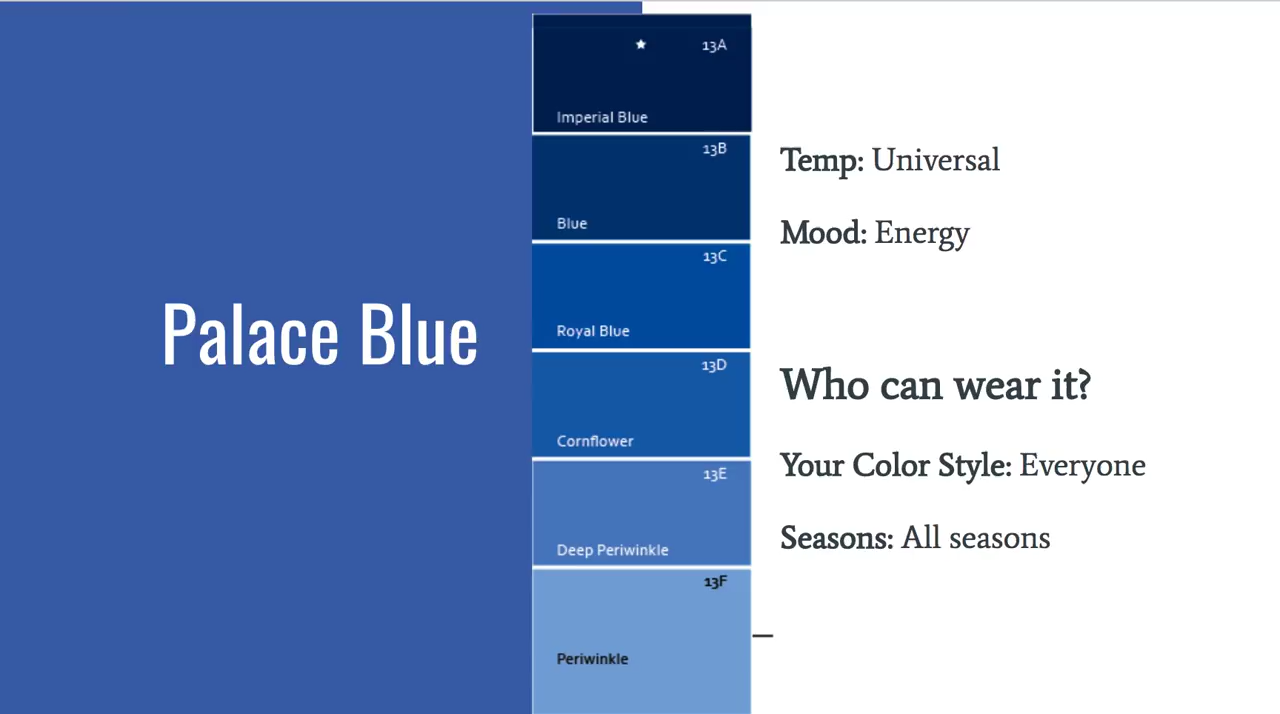 Palace Blue
13A
Imperial Blue
13B
Blue
13C
Royal Blue
13D
Cornflower
13E
Deep Periwinkle
13F
Periwinkle
Temp: Universal
Mood: Energy
Who can wear it?
Your Color Style: Everyone
Seasons: All seasons